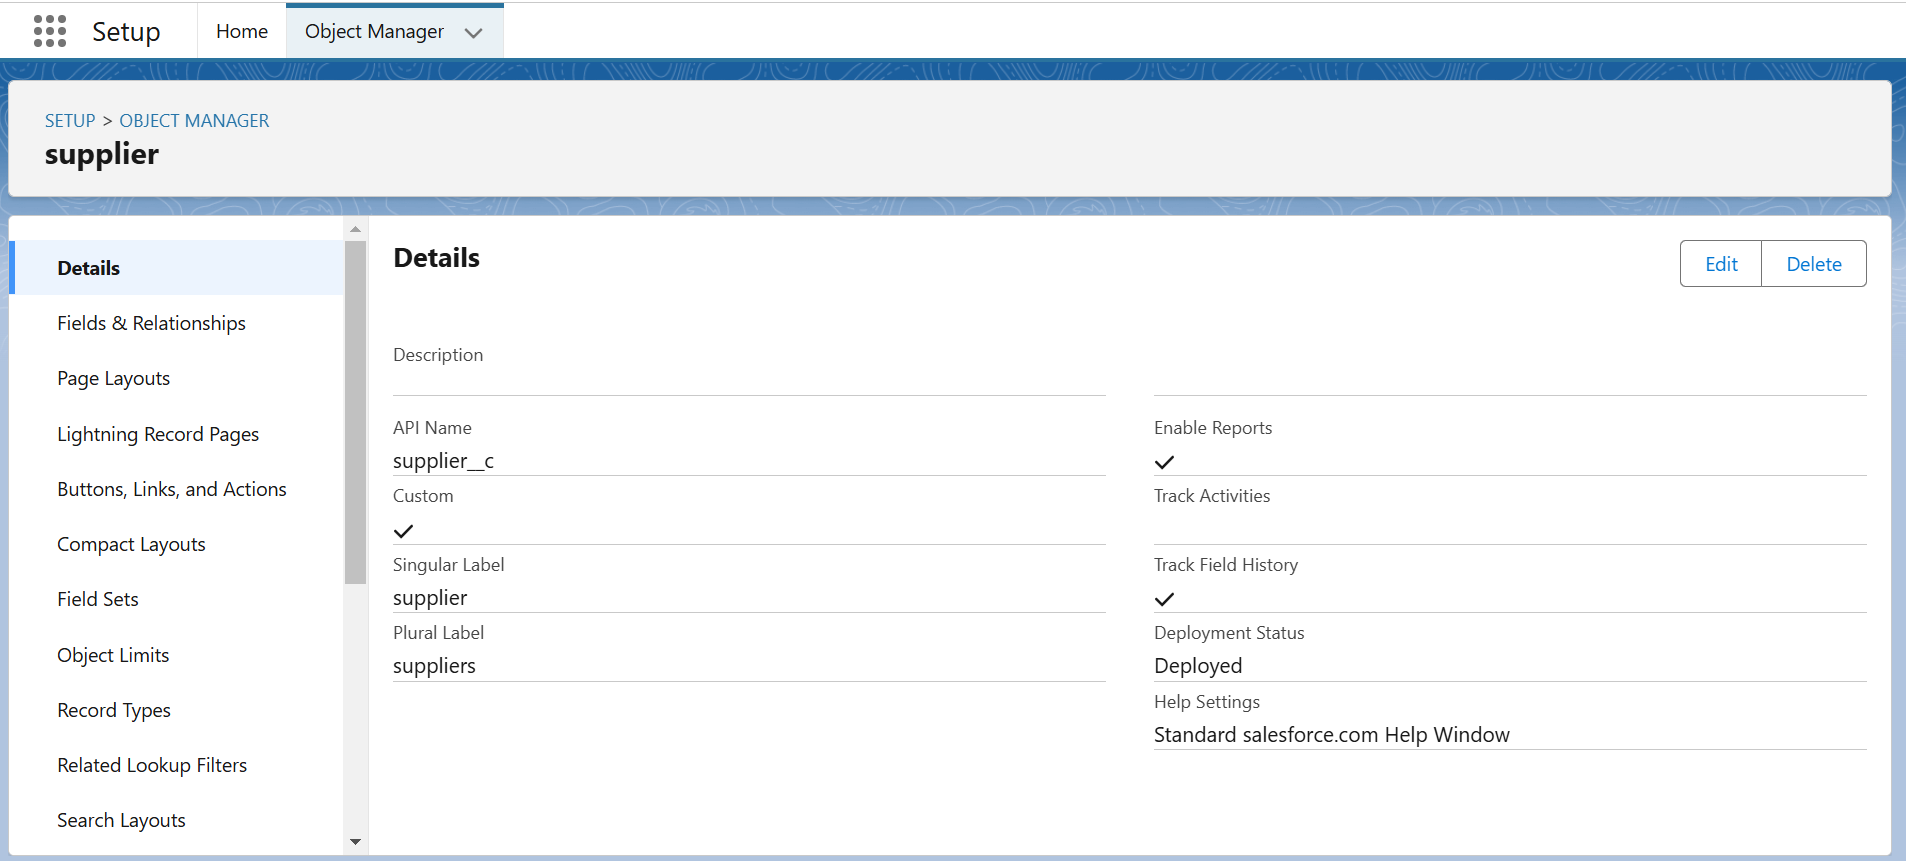 Setup
Home
Object Manager
SETUP > OBJECT MANAGER
supplier
Details
Fields & Relationships
Page Layouts
Lightning Record Pages
Buttons, Links, and Actions
Compact Layouts
Field Sets
Object Limits
Record Types
Related Lookup Filters
Search Layouts
Details
Edit
Delete
Description
API Name
supplier__c
Custom
Singular Label
supplier
Plural Label
suppliers
Enable Reports
Track Activities
Track Field History
Deployment Status
Deployed
Help Settings
Standard salesforce.com Help Window